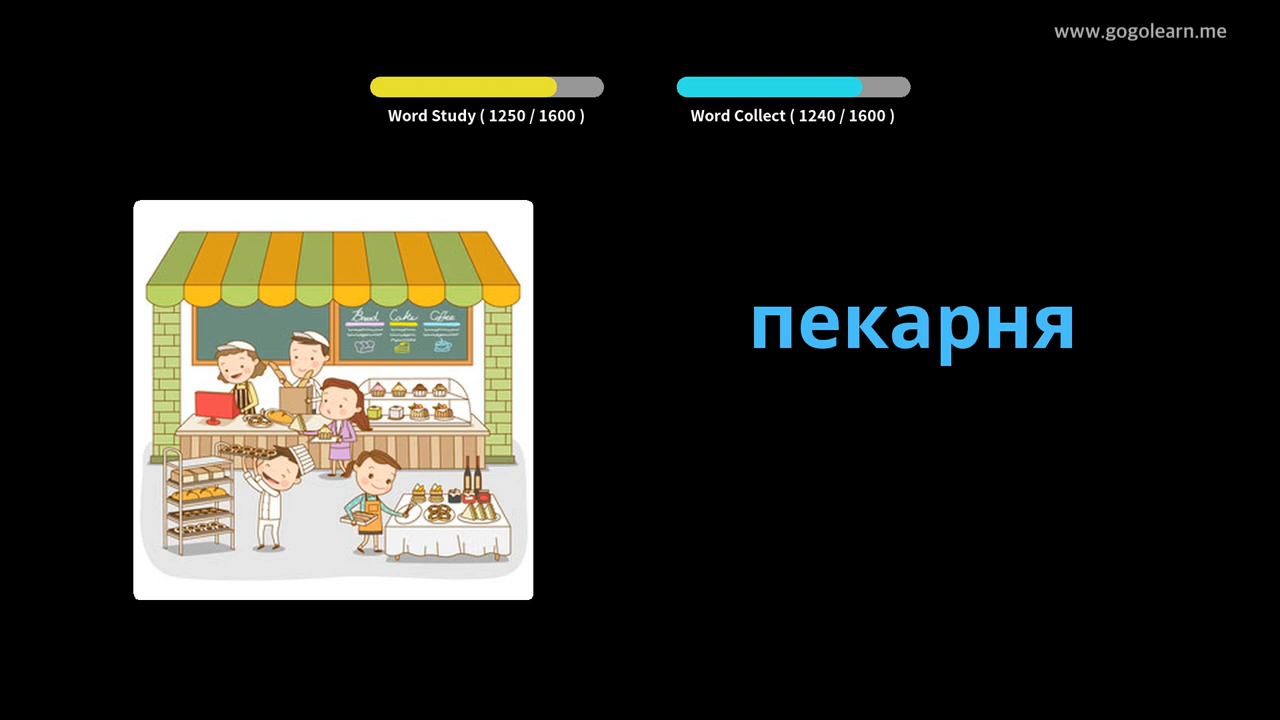 www.gogolearn.me
Word Study ( 1250 / 1600 )
Word Collect ( 1240 / 1600 )
Bread Cake Coffee
пекарня